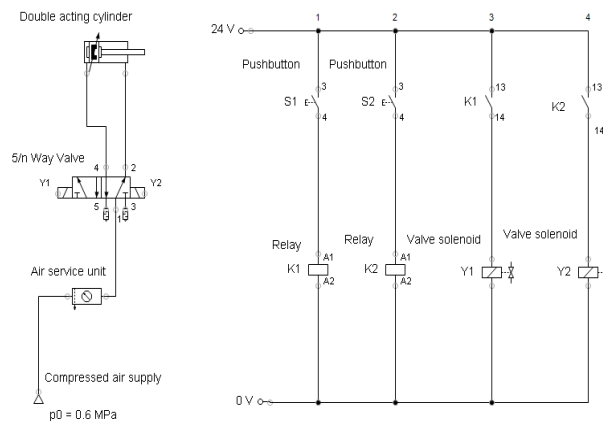 Double acting cylinder
5/n Way Valve
4 2
Y1 Y2
5 1 3
Air service unit
Compressed air supply
p0 = 0.6 MPa
1 2 3 4
24 V
Pushbutton Pushbutton
3 3 13 13
S1 S2 K1 K2
4 4 14 14
Relay Relay Valve solenoid Valve solenoid
A1 A1
K1 K2 Y1 Y2
A2 A2
0 V